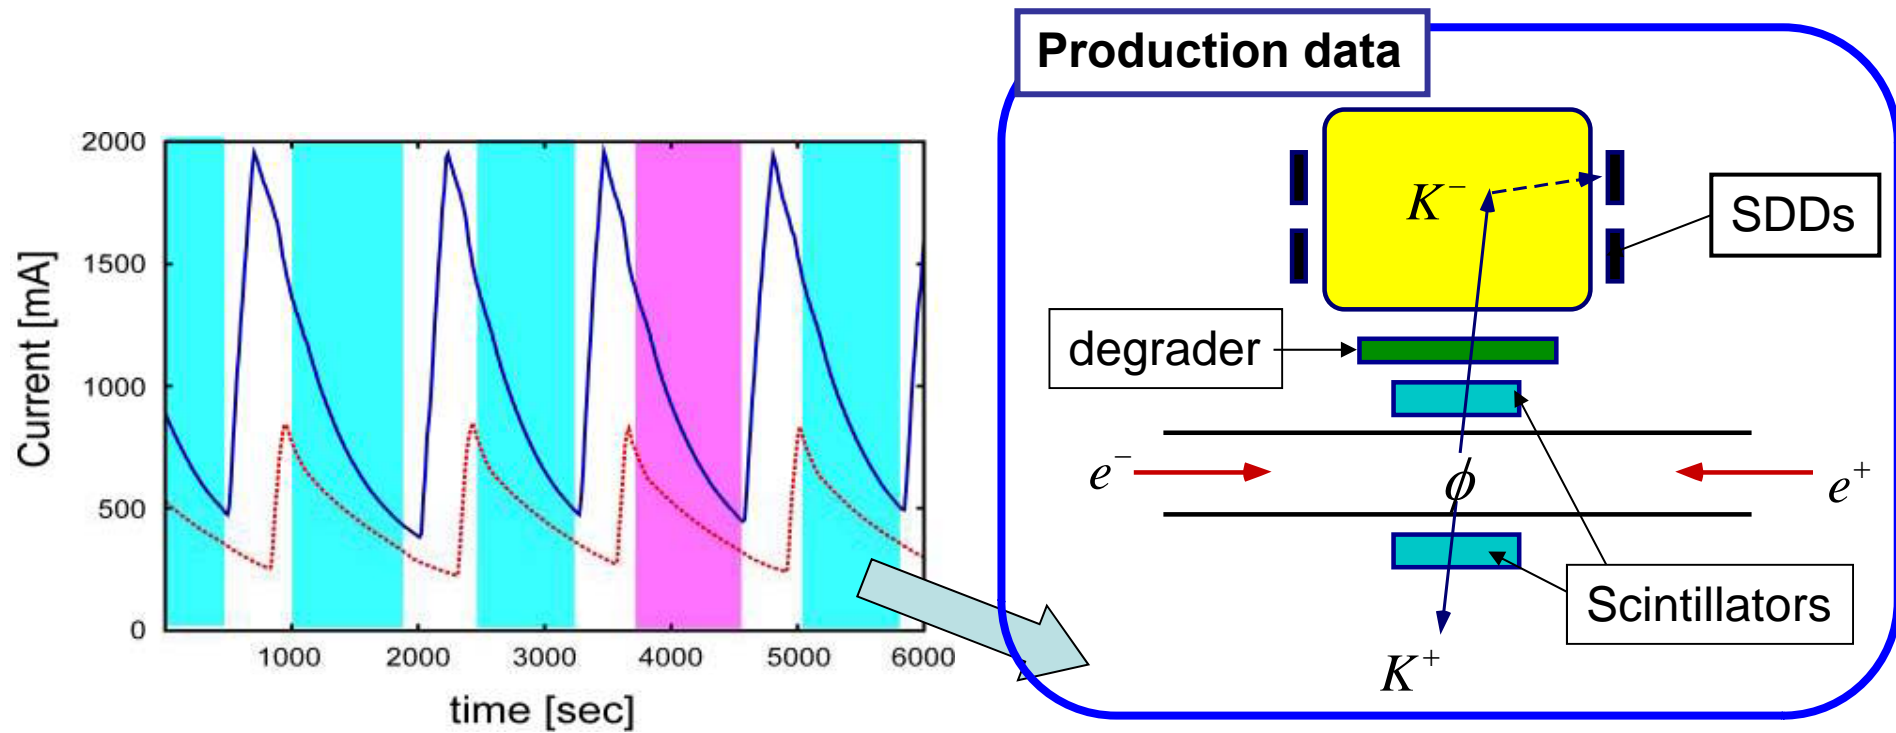 Production data
2000
1500
1000
500
0
Current [mA]
1000 2000 3000 4000 5000 6000
time [sec]
K⁻
SDDs
degrader
e⁻
ϕ
e⁺
Scintillators
K⁺